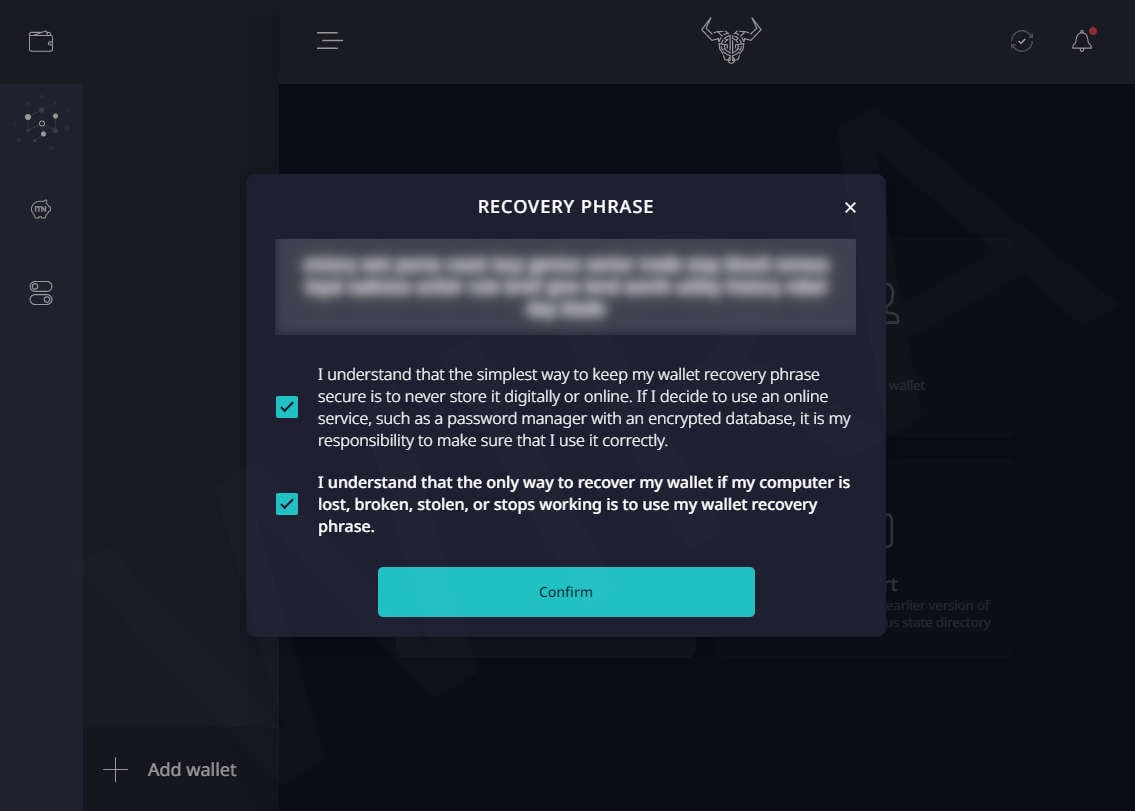 ITN
RECOVERY PHRASE
I understand that the simplest way to keep my wallet recovery phrase
secure is to never store it digitally or online. If I decide to use an online
service, such as a password manager with an encrypted database, it is my
responsibility to make sure that I use it correctly.
I understand that the only way to recover my wallet if my computer is
lost, broken, stolen, or stops working is to use my wallet recovery
phrase.
Confirm
wallet
rt
earlier version of
us state directory
Add wallet